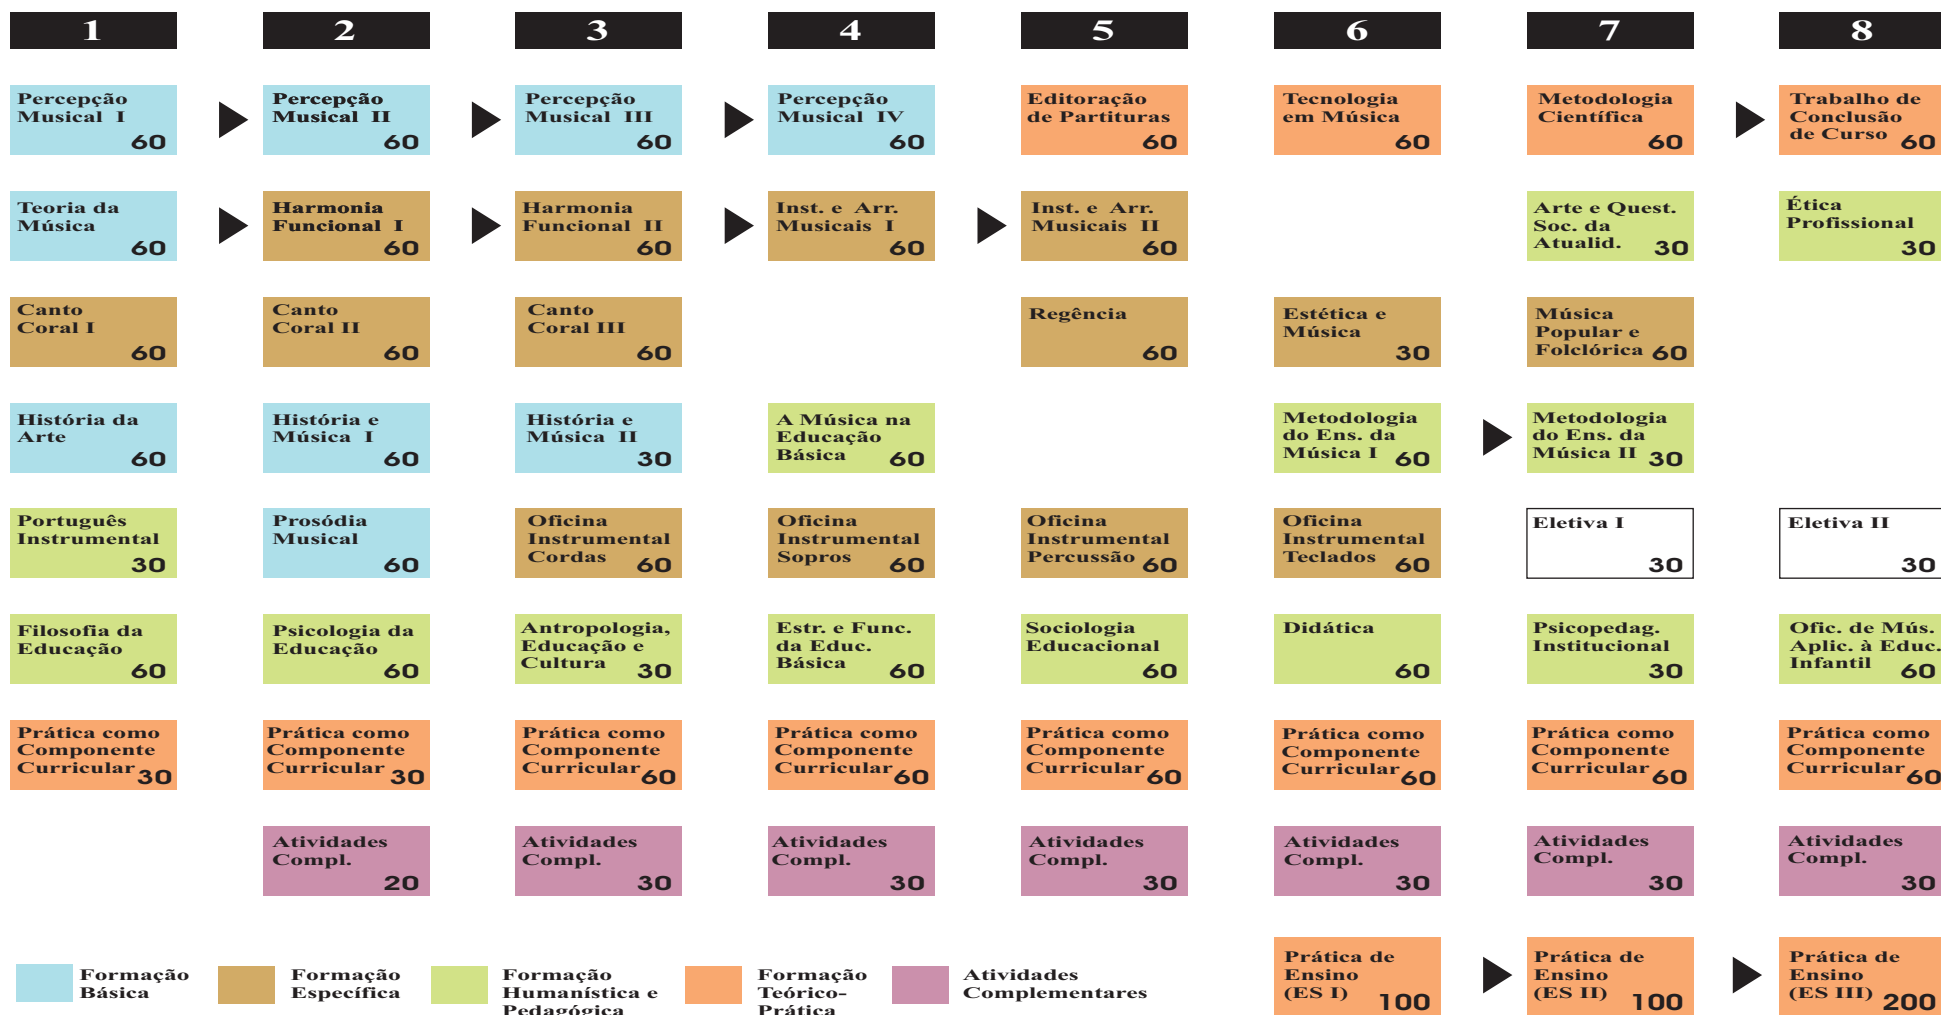 1 2 3 4 5 6 7 8
Percepção
Musical I
60
Percepção
Musical II
60
Percepção
Musical III
60
Percepção
Musical IV
60
Editoração
de Partituras
60
Tecnologia
em Música
60
Metodologia
Científica
60
Trabalho de
Conclusão
de Curso 60
Teoria da
Música
60
Harmonia
Funcional I
60
Harmonia
Funcional II
60
Inst. e Arr.
Musicais I
60
Inst. e Arr.
Musicais II
60
Arte e Quest.
Soc. da
Atualid. 30
Ética
Profissional
30
Canto
Coral I
60
Canto
Coral II
60
Canto
Coral III
60
Regência
60
Estética e
Música
30
Música
Popular e
Folclórica 60
História da
Arte
60
História e
Música I
60
História e
Música II
30
A Música na
Educação
Básica 60
Metodologia
do Ens. da
Música I 60
Metodologia
do Ens. da
Música II 30
Português
Instrumental
30
Prosódia
Musical
60
Oficina
Instrumental
Cordas 60
Oficina
Instrumental
Sopros 60
Oficina
Instrumental
Percussão 60
Oficina
Instrumental
Teclados 60
Eletiva I
30
Eletiva II
30
Filosofia da
Educação
60
Psicologia da
Educação
60
Antropologia,
Educação e
Cultura 30
Estr. e Func.
da Educ.
Básica 60
Sociologia
Educacional
60
Didática
60
Psicopedag.
Institucional
30
Ofic. de Mús.
Aplic. à Educ.
Infantil 60
Prática como
Componente
Curricular 30
Prática como
Componente
Curricular 30
Prática como
Componente
Curricular 60
Prática como
Componente
Curricular 60
Prática como
Componente
Curricular 60
Prática como
Componente
Curricular 60
Prática como
Componente
Curricular 60
Prática como
Componente
Curricular 60
Atividades
Compl.
20
Atividades
Compl.
30
Atividades
Compl.
30
Atividades
Compl.
30
Atividades
Compl.
30
Atividades
Compl.
30
Atividades
Compl.
30
Prática de
Ensino
(ES I) 100
Prática de
Ensino
(ES II) 100
Prática de
Ensino
(ES III) 200
Formação
Básica
Formação
Específica
Formação
Humanística e
Pedagógica
Formação
Teórico-
Prática
Atividades
Complementares